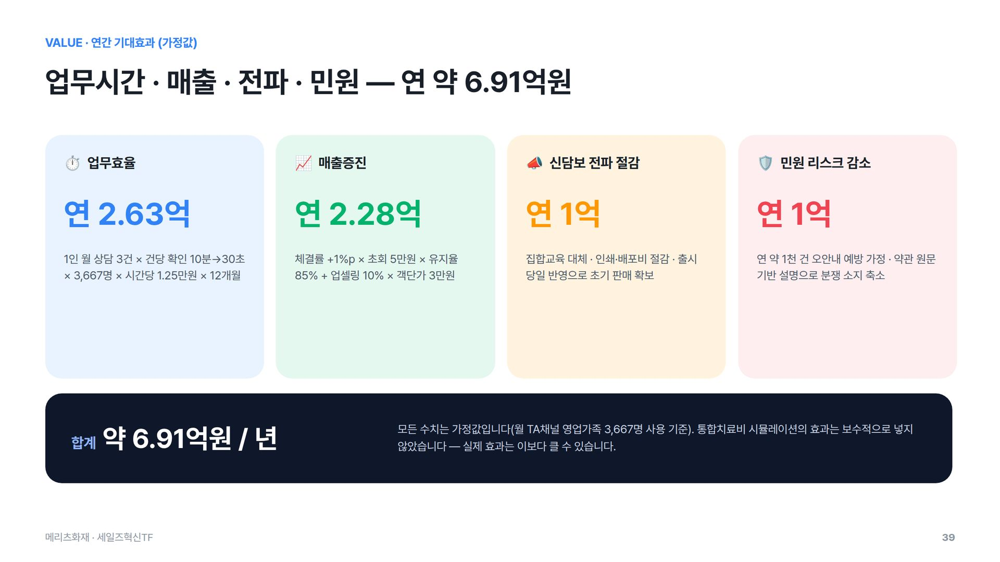 VALUE · 연간 기대효과 (가정값)
업무시간 · 매출 · 전파 · 민원 — 연 약 6.91억원
업무효율
연 2.63억
1인 월 상담 3건 × 건당 확인 10분→30초
× 3,667명 × 시간당 1.25만원 × 12개월
매출증진
연 2.28억
체결률 +1%p × 초회 5만원 × 유지율
85% + 업셀링 10% × 객단가 3만원
신담보 전파 절감
연 1억
집합교육 대체 · 인쇄·배포비 절감 · 출시
당일 반영으로 초기 판매 확보
민원 리스크 감소
연 1억
연 약 1천 건 오안내 예방 가정 · 약관 원문
기반 설명으로 분쟁 소지 축소
합계 약 6.91억원 / 년
모든 수치는 가정값입니다(월 TA채널 영업가족 3,667명 사용 기준). 통합치료비 시뮬레이션의 효과는 보수적으로 넣지
않았습니다 — 실제 효과는 이보다 클 수 있습니다.
메리츠화재 · 세일즈혁신TF
39